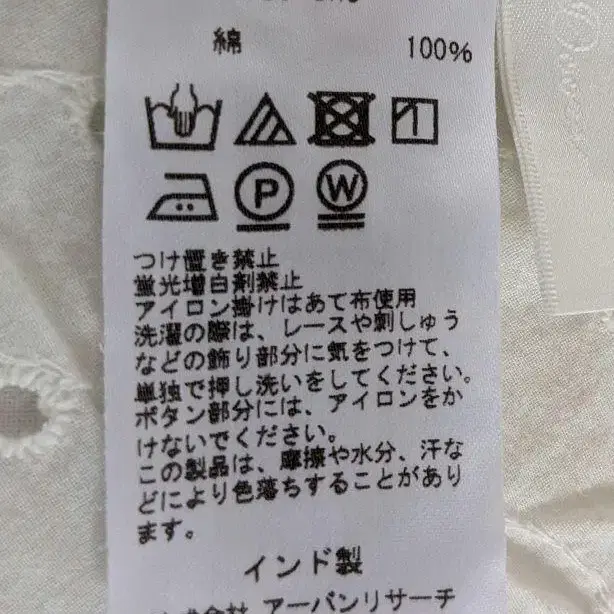 綿 100%
P W
つけ置き禁止
蛍光増白剤禁止
アイロン掛けはあて布使用
洗濯の際は、レースや刺しゅう
などの飾り部分に気をつけて、
単独で押し洗いをしてください。
ボタン部分には、アイロンをか
けないでください。
この製品は、摩擦や水分、汗な
どにより色落ちすることがあり
ます。
インド製
株式会社 アーバンリサーチ